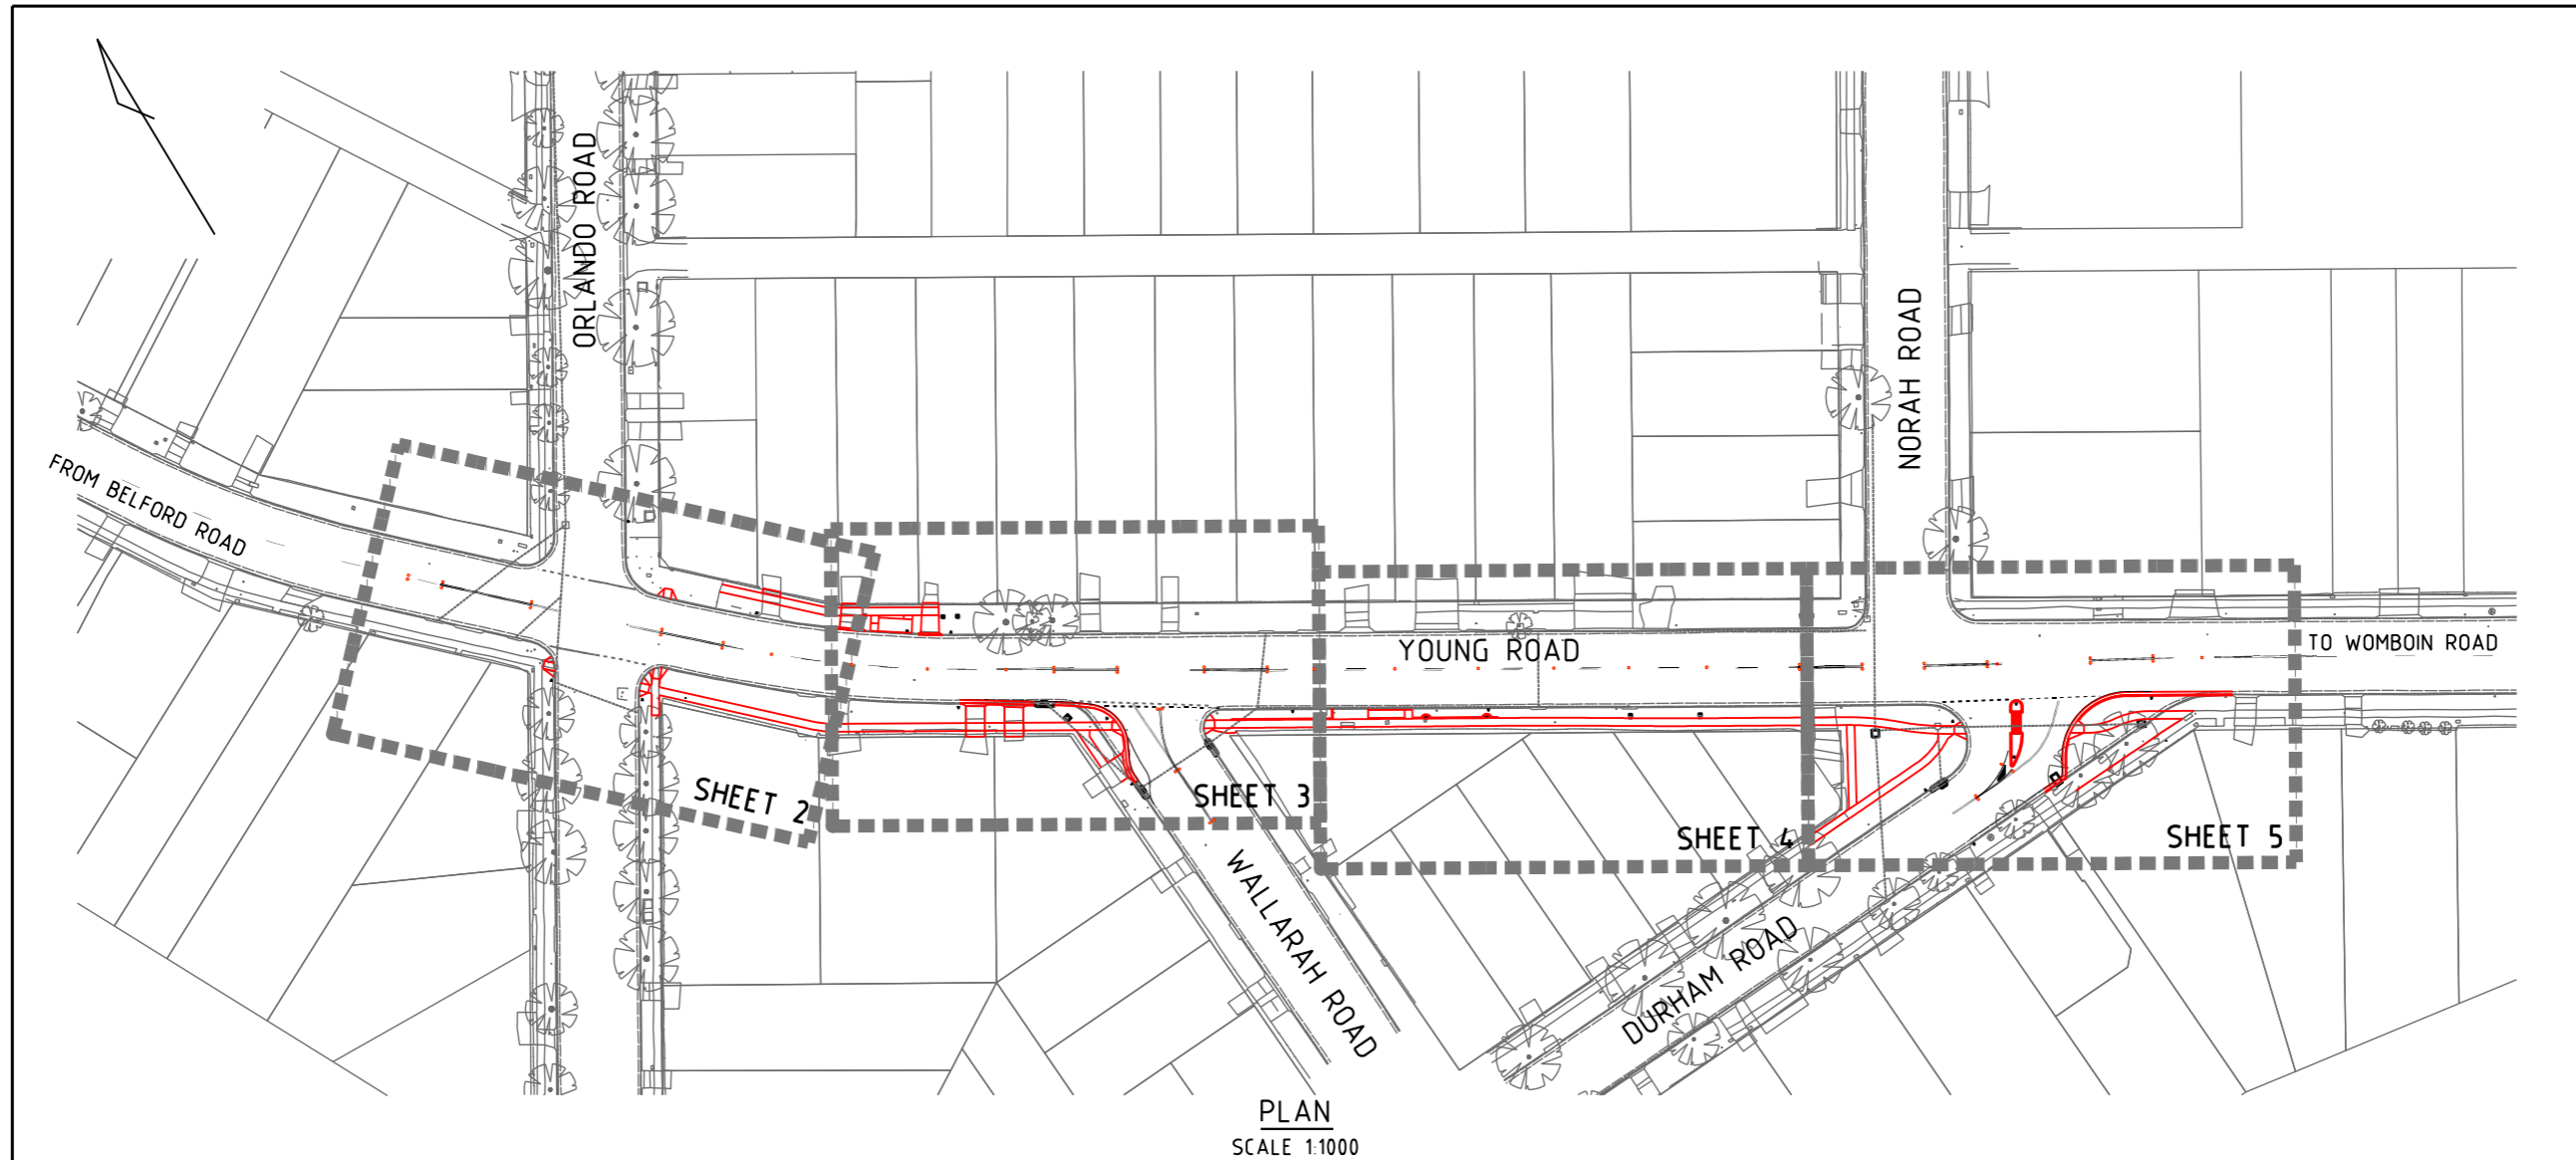 ORLANDO ROAD
NORAH ROAD
FROM BELFORD ROAD
YOUNG ROAD
TO WOMBOIN ROAD
SHEET 2
SHEET 3
SHEET 4
SHEET 5
WALLARAH ROAD
DURHAM ROAD
PLAN
SCALE 1:1000